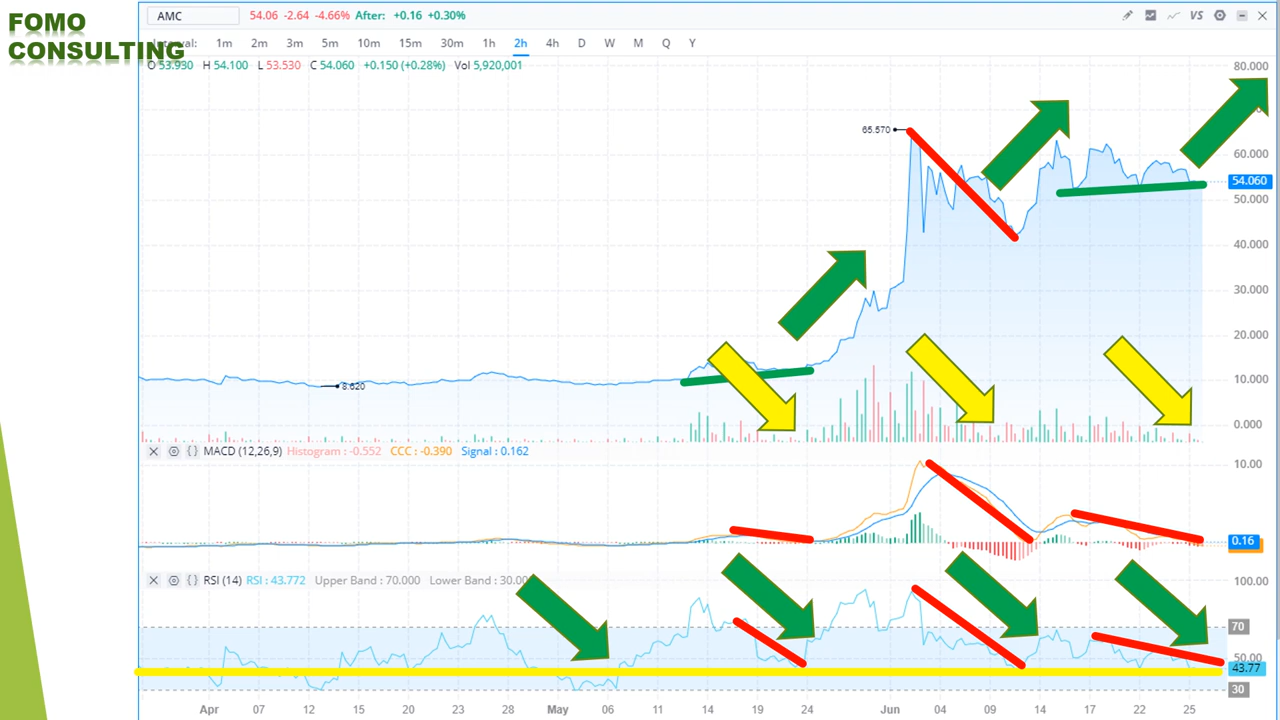 FOMO
CONSULTING
AMC 54.06 -2.64 -4.66% After: +0.16 +0.30% VS
Interval: 1m 2m 3m 5m 10m 15m 30m 1h 2h 4h D W M Q Y
O 53.930 H 54.100 L 53.530 C 54.060 +0.150 (+0.28%) Vol 5,920,001
80.000
65.570
60.000
54.060
50.000
40.000
30.000
20.000
10.000
8.620
0.000
MACD (12,26,9) Histogram : -0.552 CCC : -0.390 Signal : 0.162
10.00
0.16
RSI (14) RSI : 43.772 Upper Band : 70.000 Lower Band : 30.00
100.00
70
50.00
43.77
30
Apr 07 12 15 20 23 28 May 06 11 14 19 24 Jun 04 09 14 17 22 25